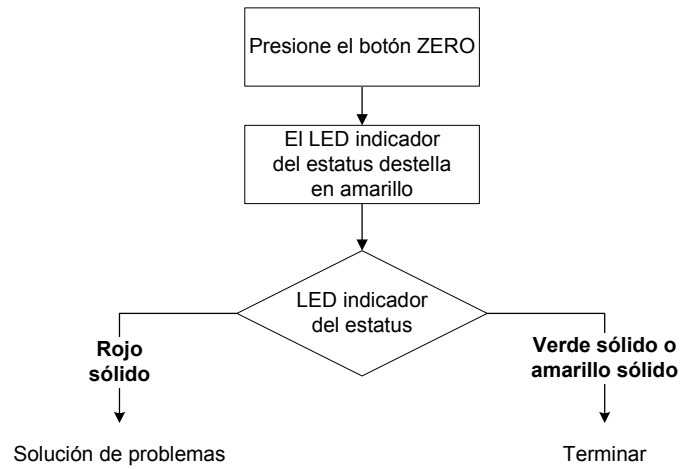 Presione el botón ZERO
El LED indicador
del estatus destella
en amarillo
LED indicador
del estatus
Rojo
sólido
Verde sólido o
amarillo sólido
Solución de problemas
Terminar